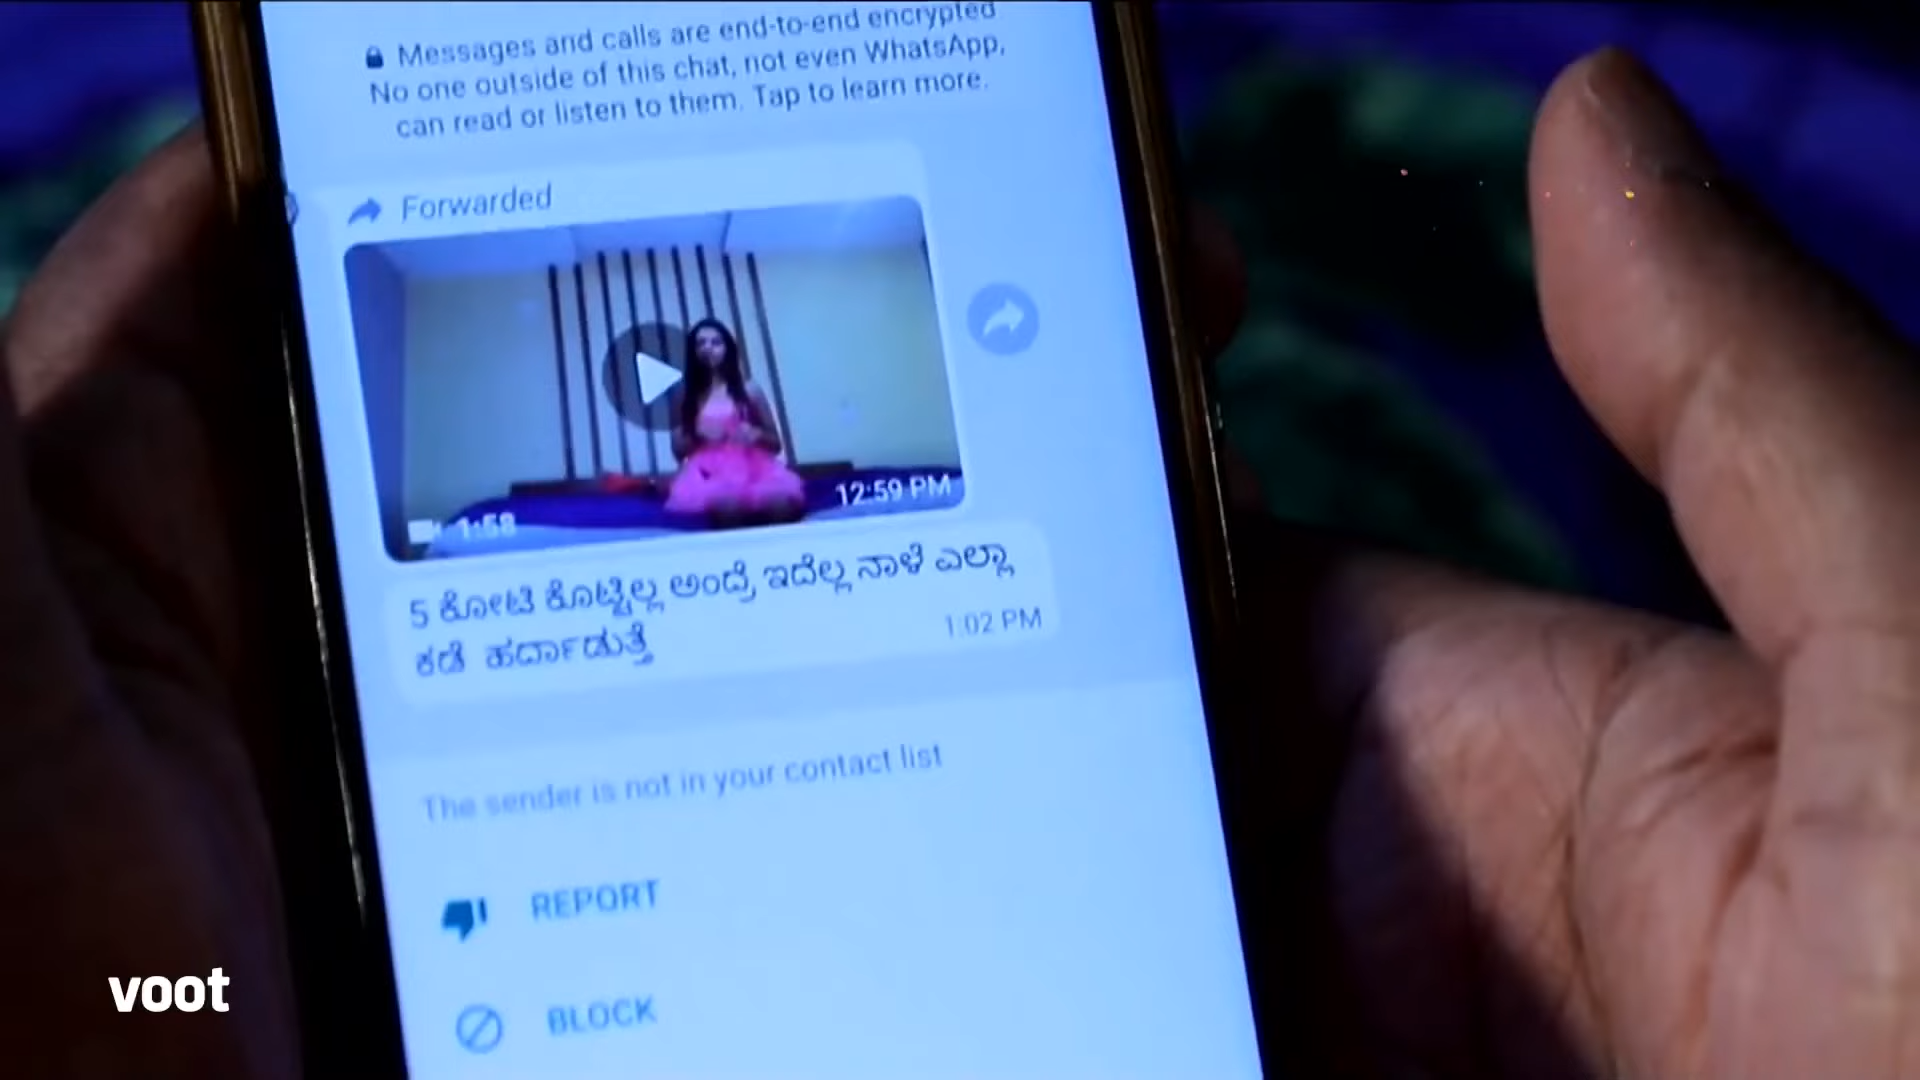 Messages and calls are end-to-end encrypted
No one outside of this chat, not even WhatsApp,
can read or listen to them. Tap to learn more.
Forwarded
12:59 PM
1:58
5 ಕೋಟಿ ಕೊಟ್ಟಿಲ್ಲ ಅಂದ್ರೆ ಇದೆಲ್ಲ ನಾಳೆ ಎಲ್ಲಾ
ಕಡೆ ಹರ್ದಾಡುತ್ತೆ
1:02 PM
The sender is not in your contact list
REPORT
BLOCK
voot